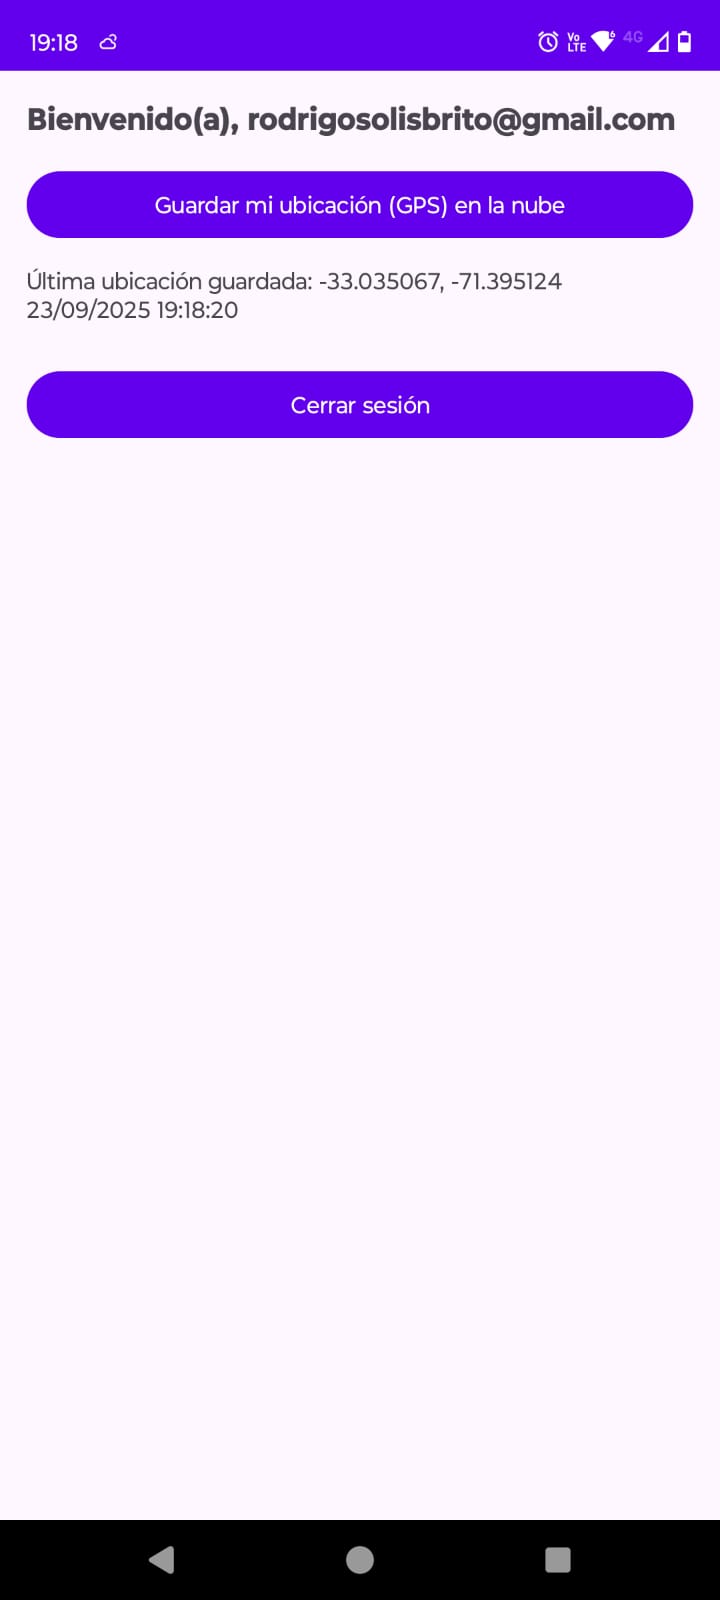 19:18
Vo LTE 6 4G
Bienvenido(a), rodrigosolisbrito@gmail.com
Guardar mi ubicación (GPS) en la nube
Última ubicación guardada: -33.035067, -71.395124
23/09/2025 19:18:20
Cerrar sesión